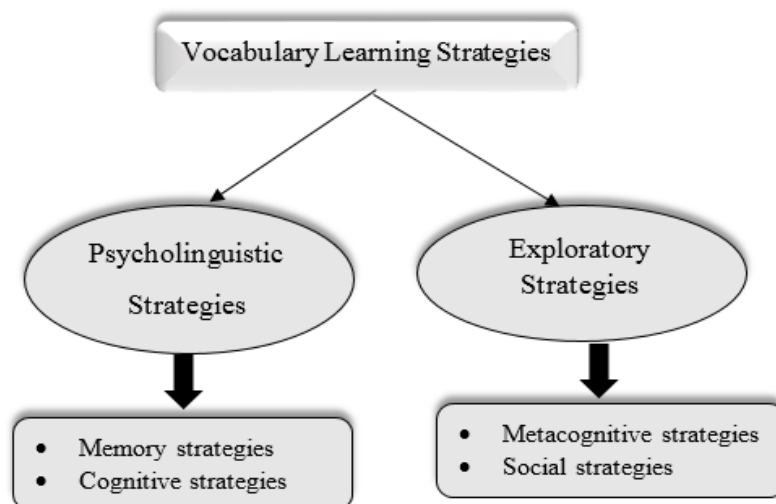 Vocabulary Learning Strategies
Psycholinguistic
Strategies
Exploratory
Strategies
• Memory strategies
• Cognitive strategies
• Metacognitive strategies
• Social strategies